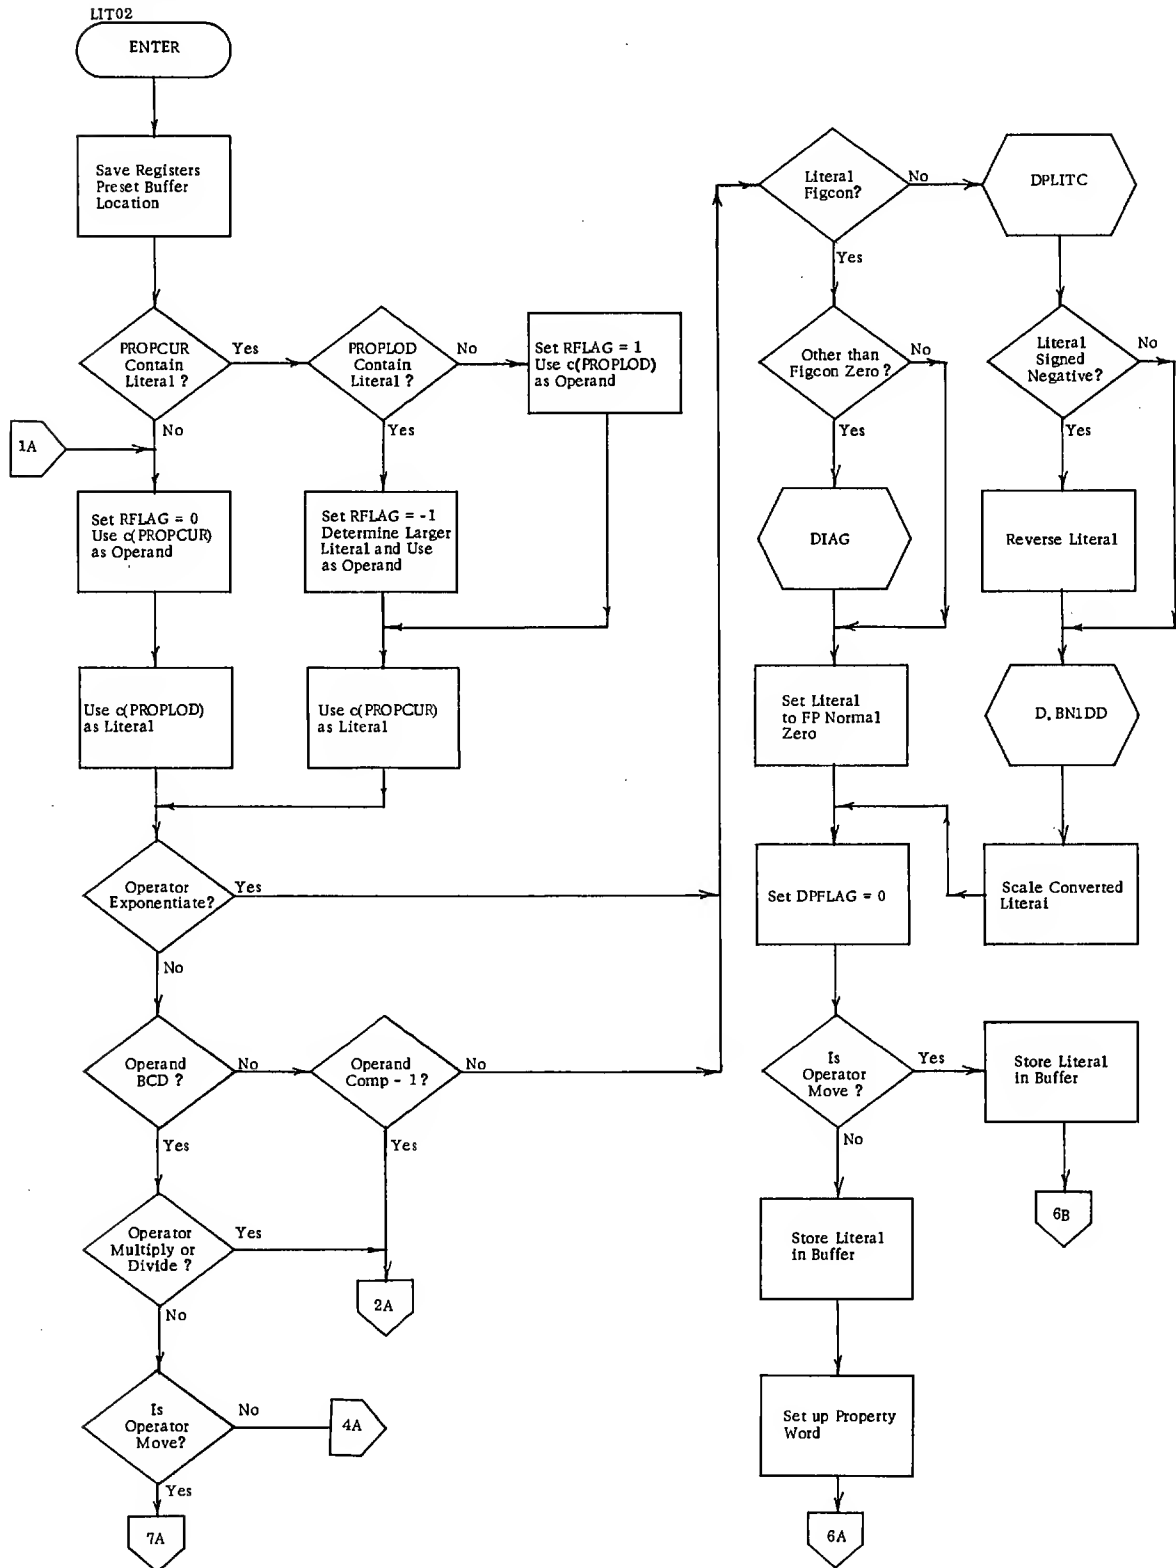 LIT02
ENTER
Save Registers
Preset Buffer
Location
PROPCUR
Contain
Literal ?
Yes
No
PROPLOD
Contain
Literal ?
No
Yes
Set RFLAG = 1
Use c(PROPLOD)
as Operand
1A
Set RFLAG = 0
Use c(PROPCUR)
as Operand
Set RFLAG = -1
Determine Larger
Literal and Use
as Operand
Use c(PROPLOD)
as Literal
Use c(PROPCUR)
as Literal
Operator
Exponentiate?
Yes
No
Operand
BCD ?
No
Yes
Operand
Comp - 1?
No
Yes
Operator
Multiply or
Divide ?
Yes
No
2A
Is
Operator
Move?
No
Yes
4A
7A
Literal
Figcon?
No
Yes
DPLITC
Other than
Figcon Zero ?
No
Yes
Literal
Signed
Negative?
No
Yes
DIAG
Reverse Literal
Set Literal
to FP Normal
Zero
D.BN1DD
Set DPFLAG = 0
Scale Converted
Literal
Is
Operator
Move ?
Yes
No
Store Literal
in Buffer
6B
Store Literal
in Buffer
Set up Property
Word
6A